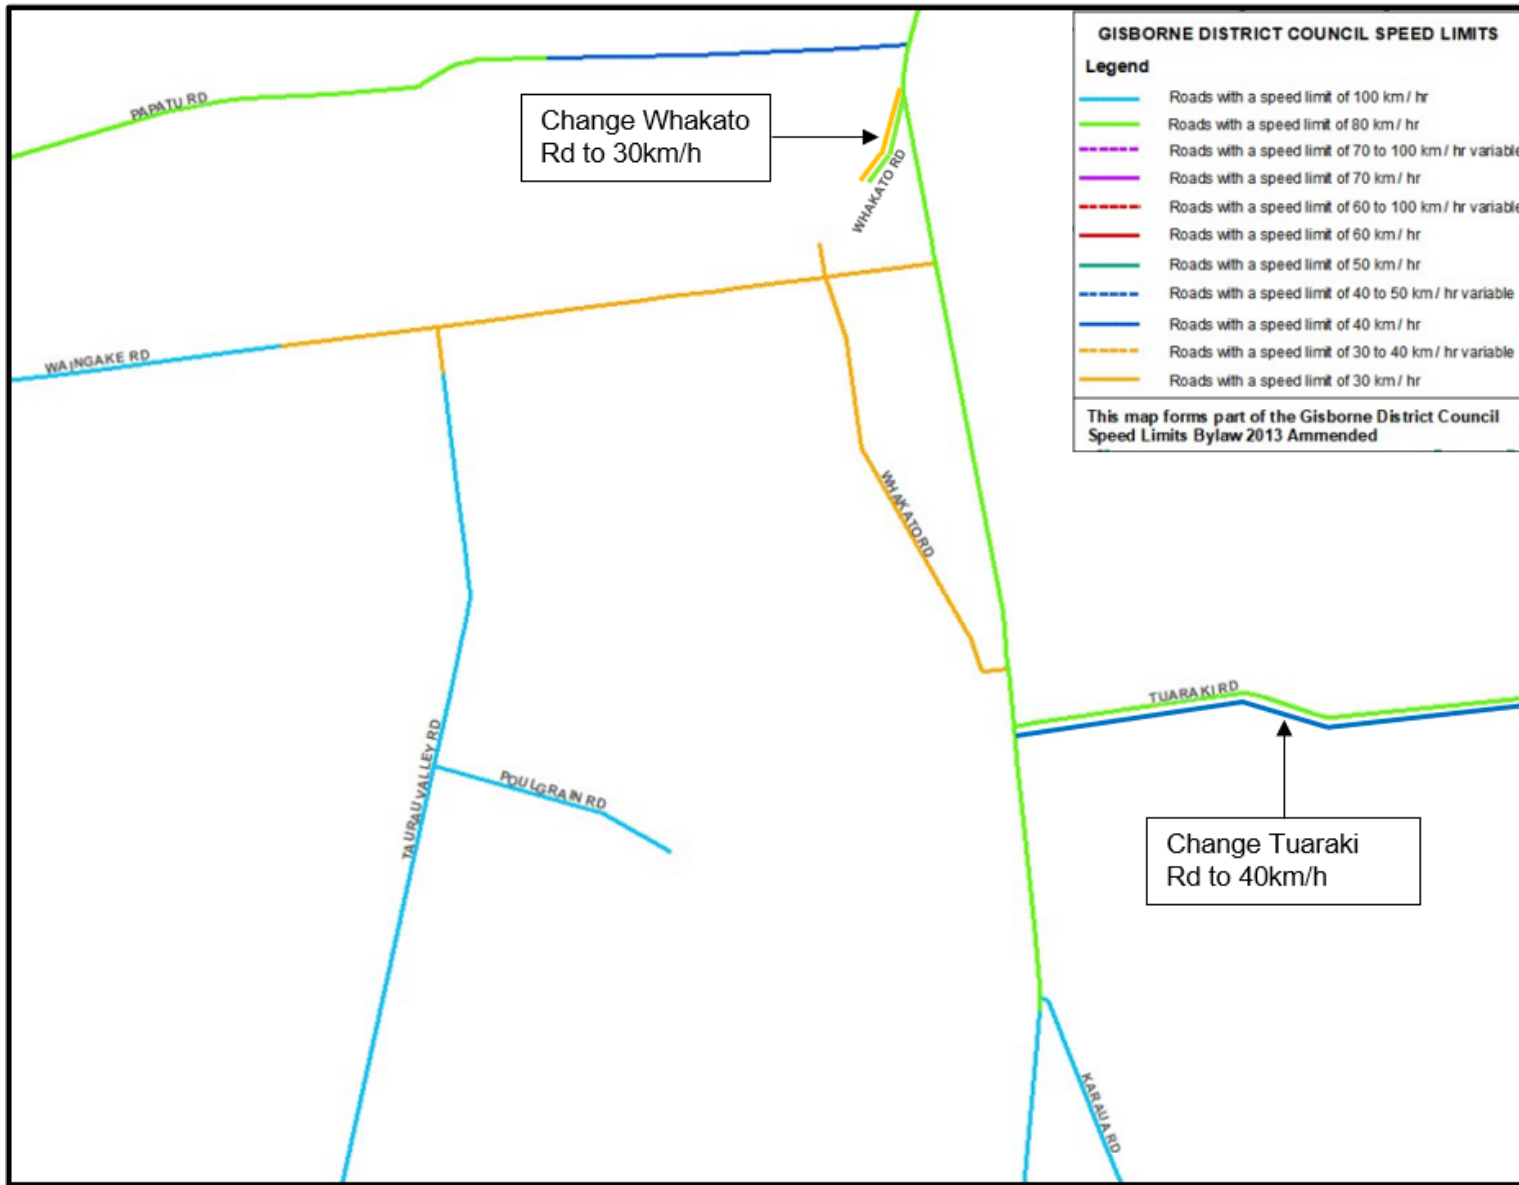 GISBORNE DISTRICT COUNCIL SPEED LIMITS
Legend
Roads with a speed limit of 100 km / hr
Roads with a speed limit of 80 km / hr
Roads with a speed limit of 70 to 100 km / hr variable
Roads with a speed limit of 70 km / hr
Roads with a speed limit of 60 to 100 km / hr variable
Roads with a speed limit of 60 km / hr
Roads with a speed limit of 50 km / hr
Roads with a speed limit of 40 to 50 km / hr variable
Roads with a speed limit of 40 km / hr
Roads with a speed limit of 30 to 40 km / hr variable
Roads with a speed limit of 30 km / hr
This map forms part of the Gisborne District Council
Speed Limits Bylaw 2013 Ammended
PAPATU RD
Change Whakato
Rd to 30km/h
WHAKATO RD
WAINGAKE RD
WHAKATO RD
TUARAKI RD
TAURAU VALLEY RD
POULGRAIN RD
Change Tuaraki
Rd to 40km/h
KARAUA RD